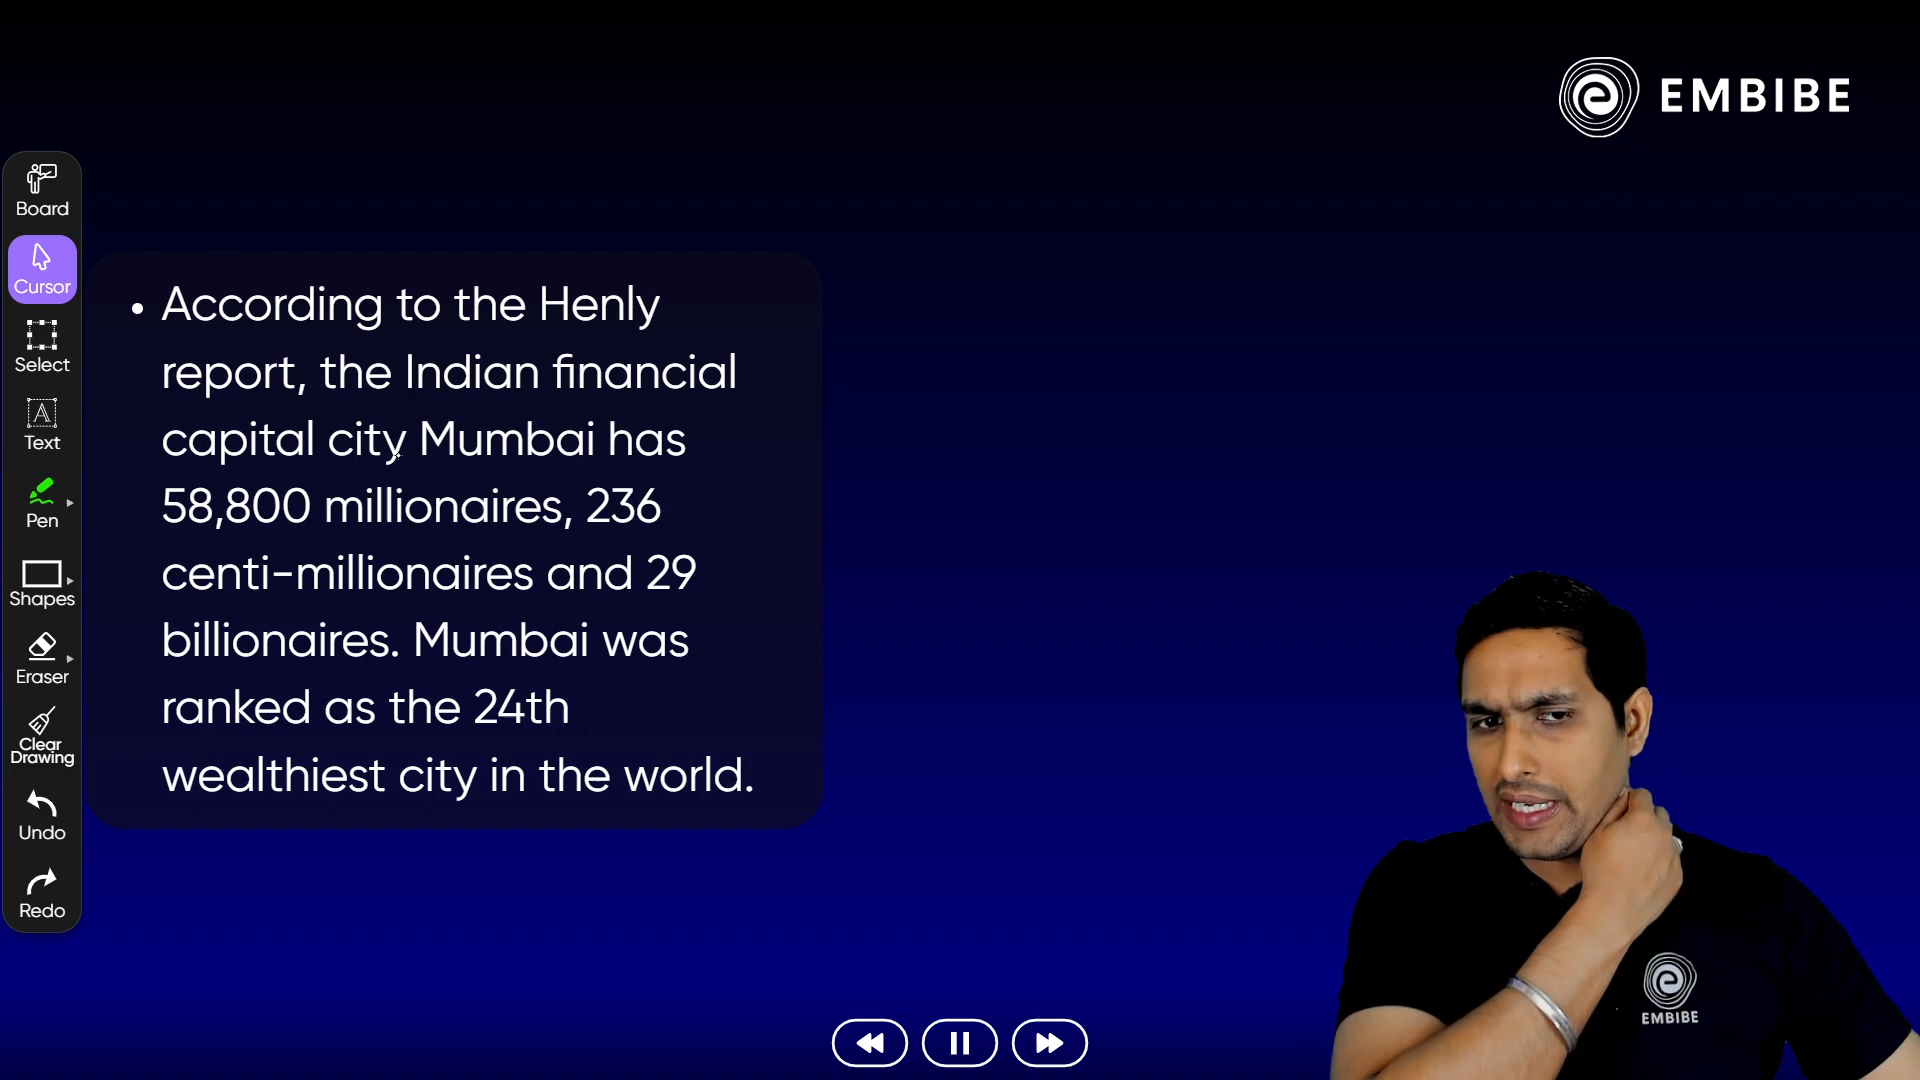 EMBIBE
Board
Cursor
Select
Text
Pen
Shapes
Eraser
Clear
Drawing
Undo
Redo
• According to the Henly
report, the Indian financial
capital city Mumbai has
58,800 millionaires, 236
centi-millionaires and 29
billionaires. Mumbai was
ranked as the 24th
wealthiest city in the world.
EMBIBE